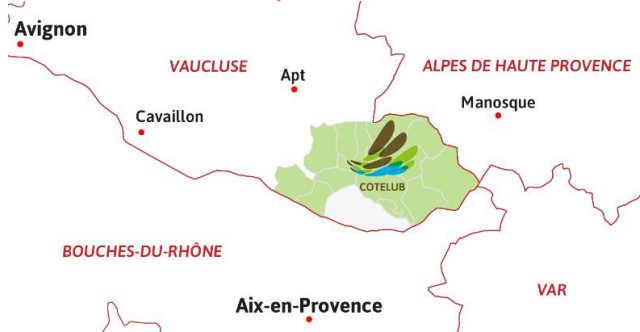 Avignon
VAUCLUSE
ALPES DE HAUTE PROVENCE
Apt
Manosque
Cavaillon
COTELUB
BOUCHES-DU-RHÔNE
VAR
Aix-en-Provence